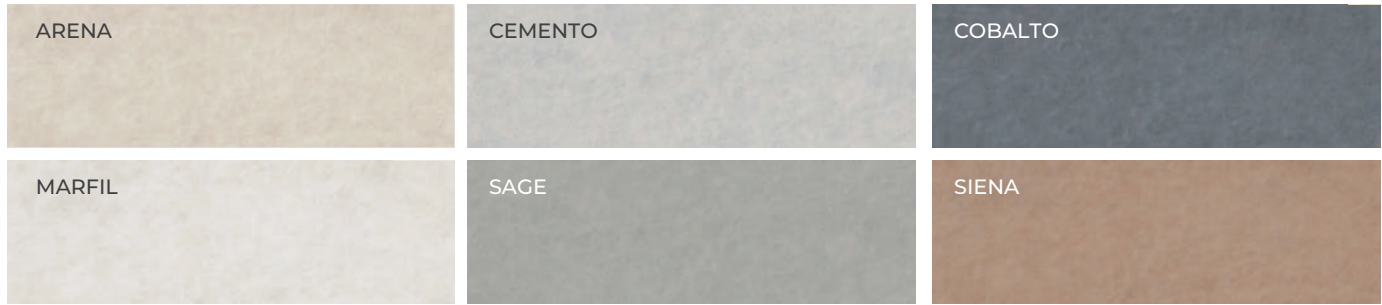 ARENA
CEMENTO
COBALTO
MARFIL
SAGE
SIENA